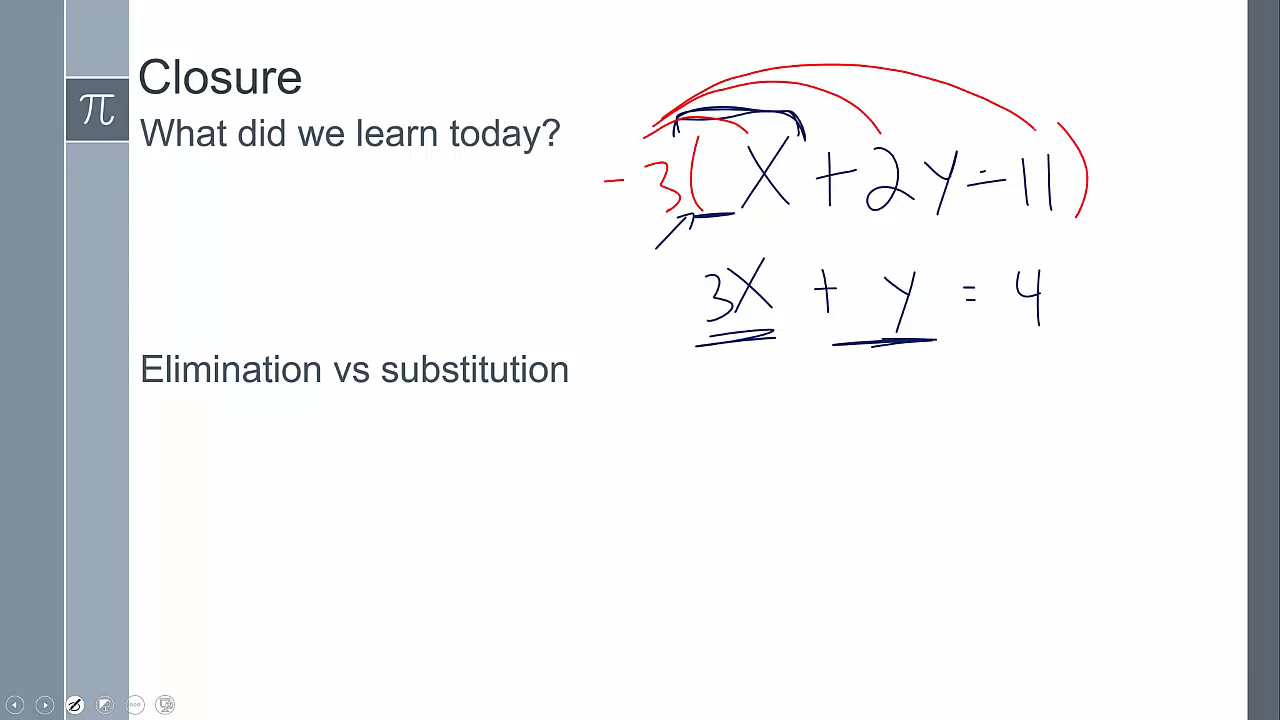 Closure
π
What did we learn today?
-3(X+2y=11)
3X + y = 4
Elimination vs substitution